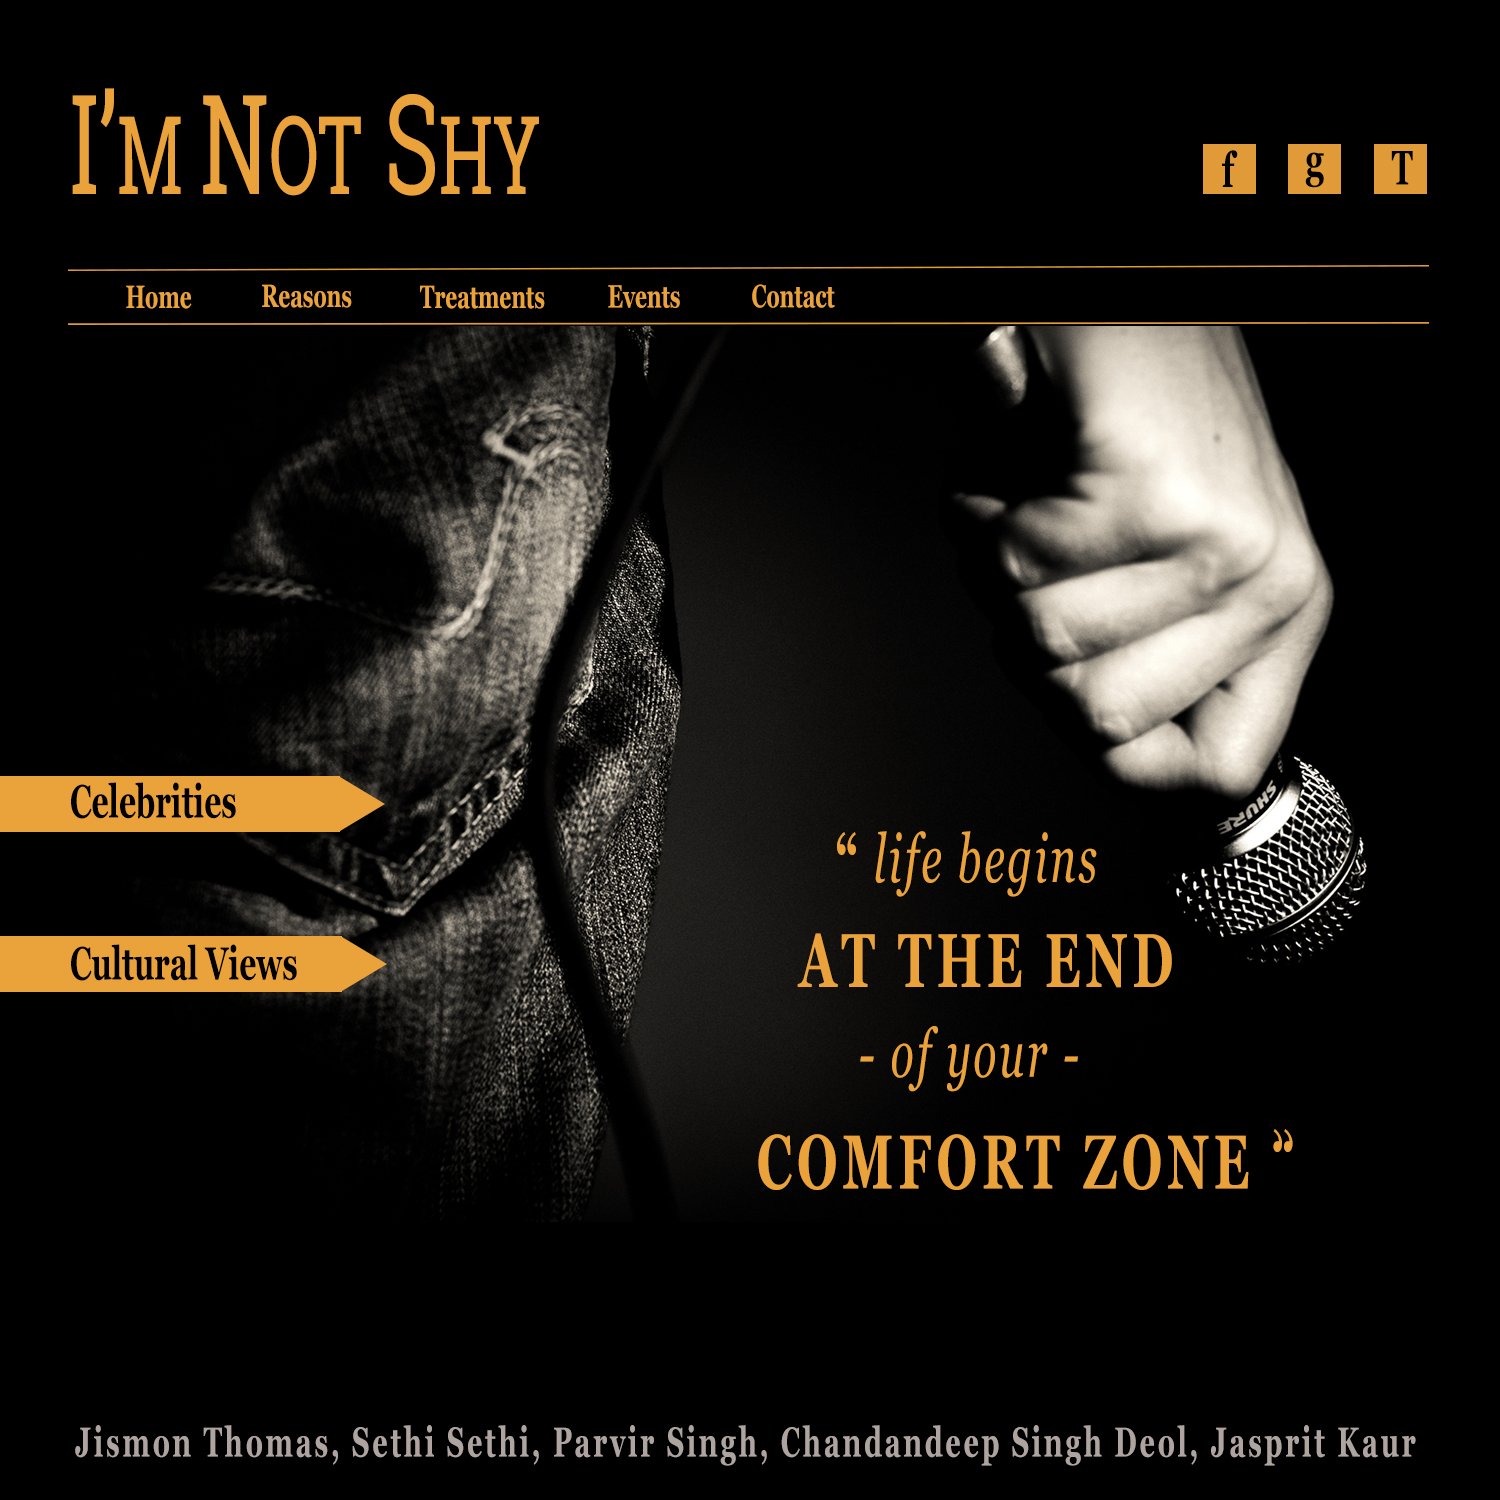 I'M NOT SHY
f g T
Home Reasons Treatments Events Contact
SHURE
Celebrities
“ life begins
AT THE END
Cultural Views
- of your -
COMFORT ZONE ”
Jismon Thomas, Sethi Sethi, Parvir Singh, Chandandeep Singh Deol, Jasprit Kaur